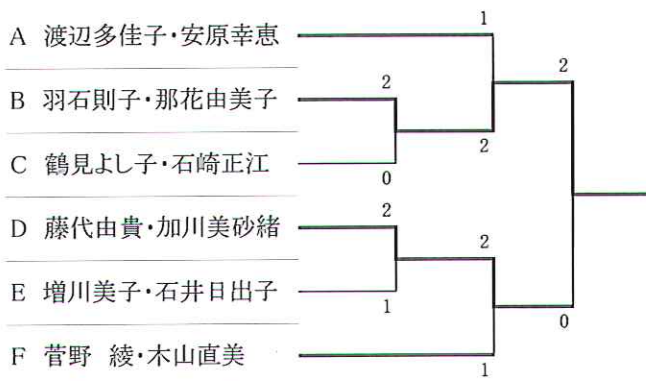 1
A 渡辺多佳子・安原幸恵
2
2
B 羽石則子・那花由美子
2
C 鶴見よし子・石崎正江
0
2
D 藤代由貴・加川美砂緒
2
E 増川美子・石井日出子
1
0
F 菅野 綾・木山直美
1